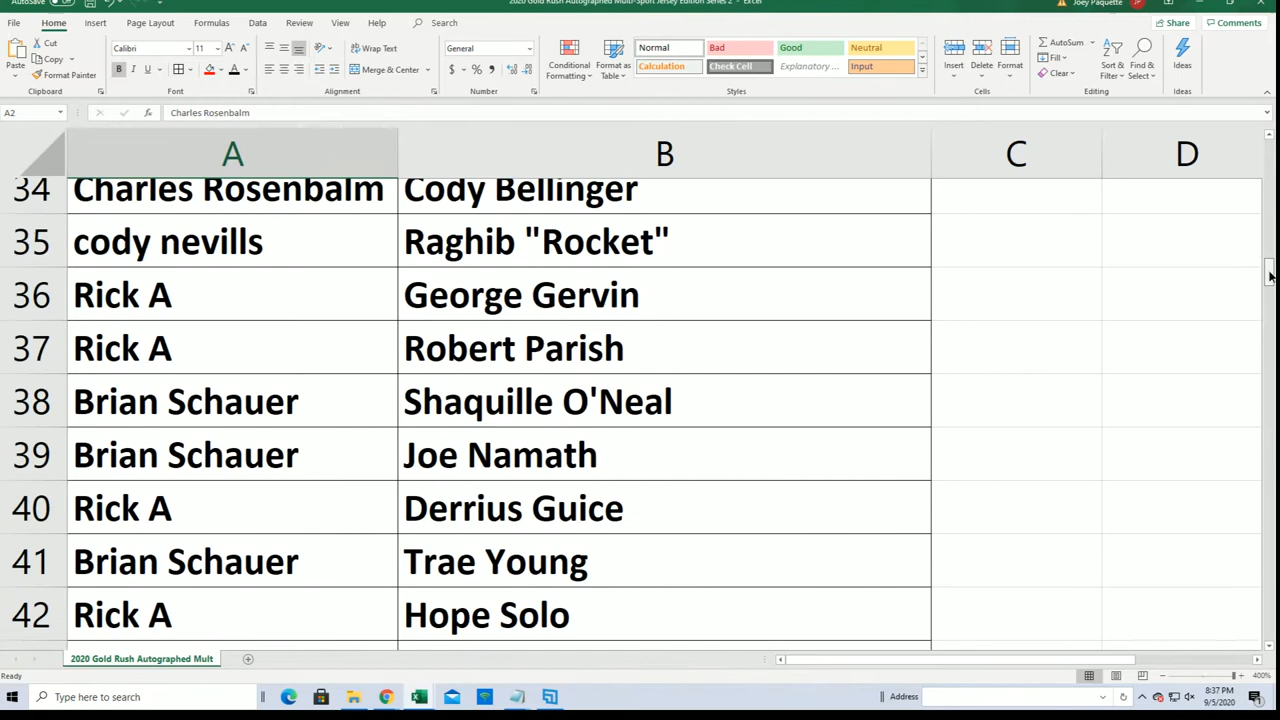 AutoSave Off 2020 Gold Rush Autographed Multi-Sport Jersey Edition Series 2 - Excel Joey Paquette JP
File Home Insert Page Layout Formulas Data Review View Help Search Share Comments
Cut
Copy
Format Painter
Paste
Calibri 11
B I U
Wrap Text
Merge & Center
General
$ % ,
Conditional Formatting
Format as Table
Normal Bad Good Neutral
Calculation Check Cell Explanatory ... Input
Insert Delete Format
AutoSum
Fill
Clear
Sort & Filter
Find & Select
Ideas
Clipboard Font Alignment Number Styles Cells Editing Ideas
A2 fx Charles Rosenbalm
A B C D
34 Charles Rosenbalm Cody Bellinger
35 cody nevills Raghib "Rocket"
36 Rick A George Gervin
37 Rick A Robert Parish
38 Brian Schauer Shaquille O'Neal
39 Brian Schauer Joe Namath
40 Rick A Derrius Guice
41 Brian Schauer Trae Young
42 Rick A Hope Solo
2020 Gold Rush Autographed Mult
Ready 400%
Type here to search Address 8:37 PM
9/5/2020